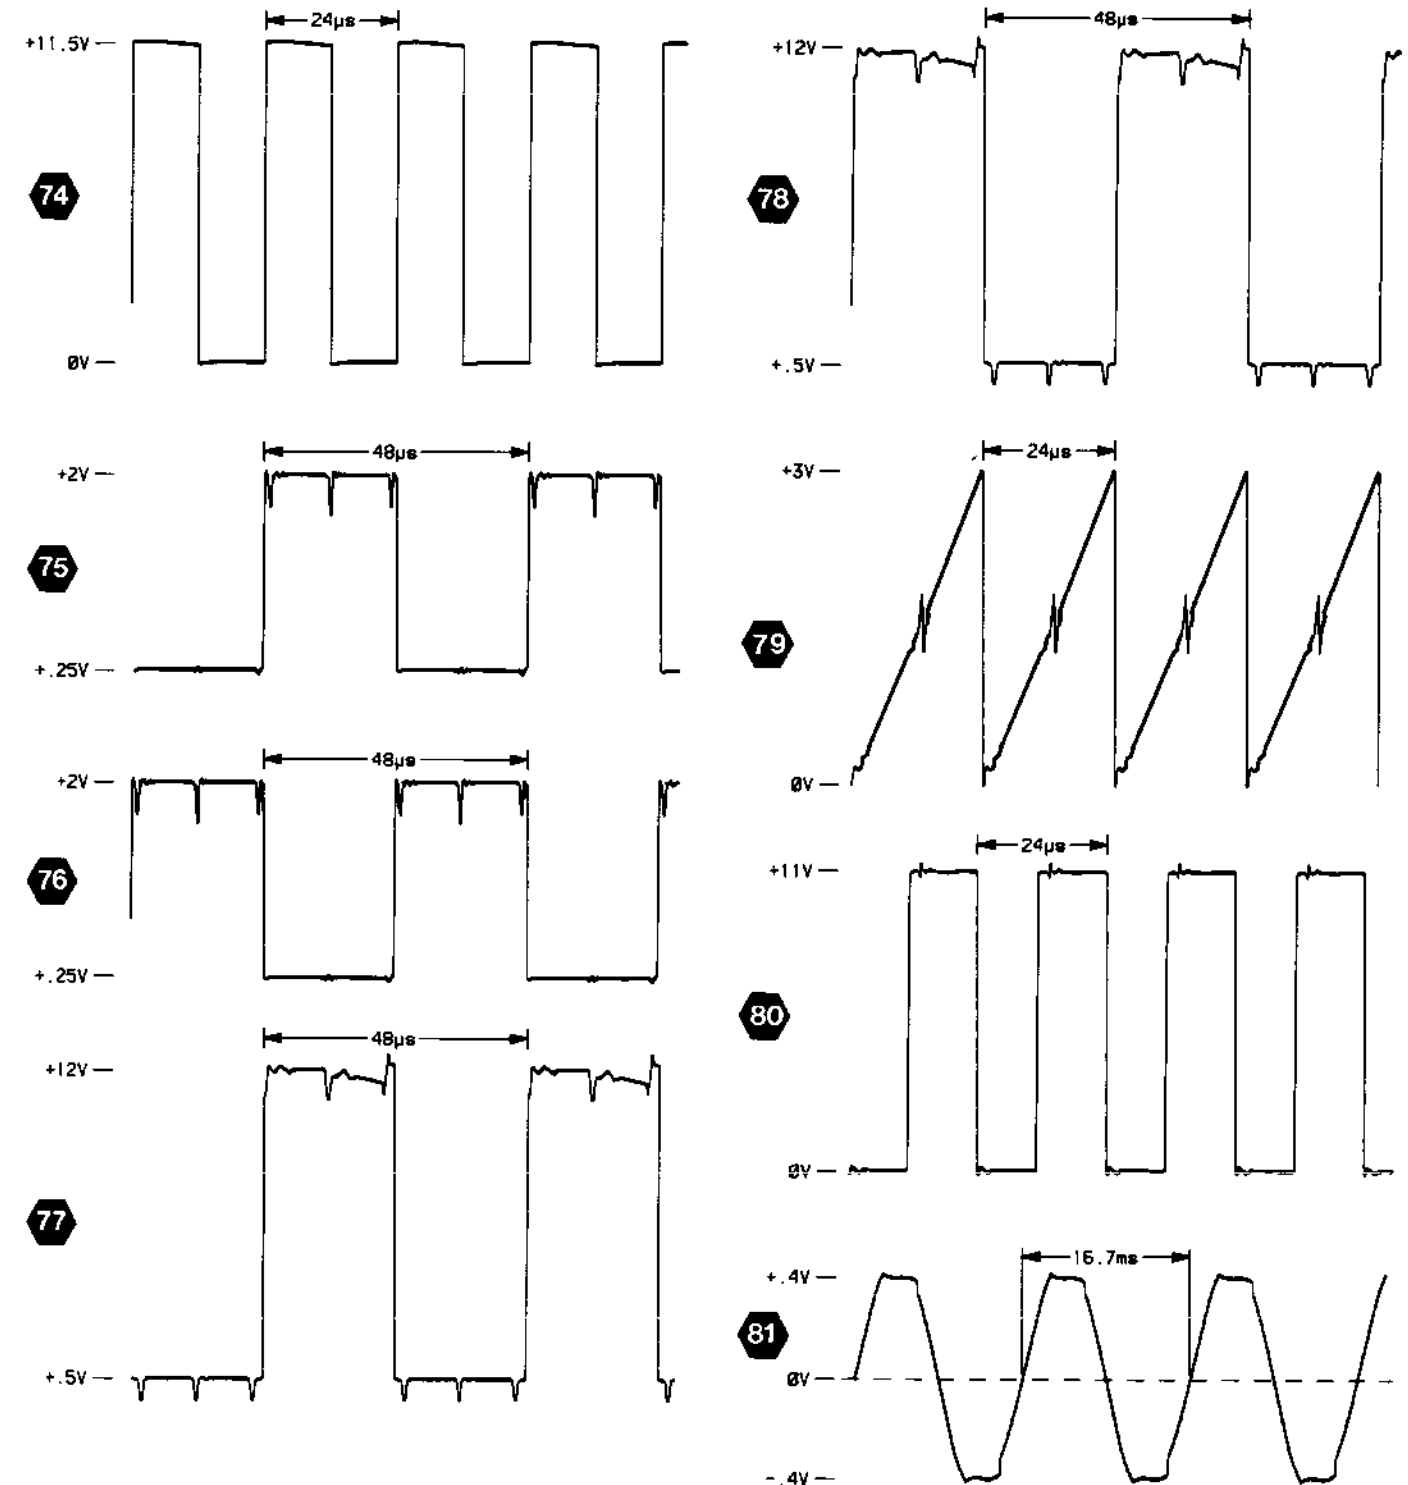 24µs
+11.5V
74
0V
48µs
+2V
75
+.25V
48µs
+2V
76
+.25V
48µs
+12V
77
+.5V
48µs
+12V
78
+.5V
24µs
+3V
79
0V
24µs
+11V
80
0V
16.7ms
+.4V
81
0V
-.4V